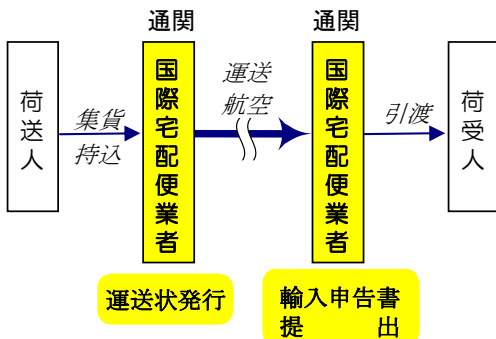 通関
通関
荷送人
集貨
持込
国際宅配便業者
運送
航空
国際宅配便業者
引渡
荷受人
運送状発行
輸入申告書
提 出